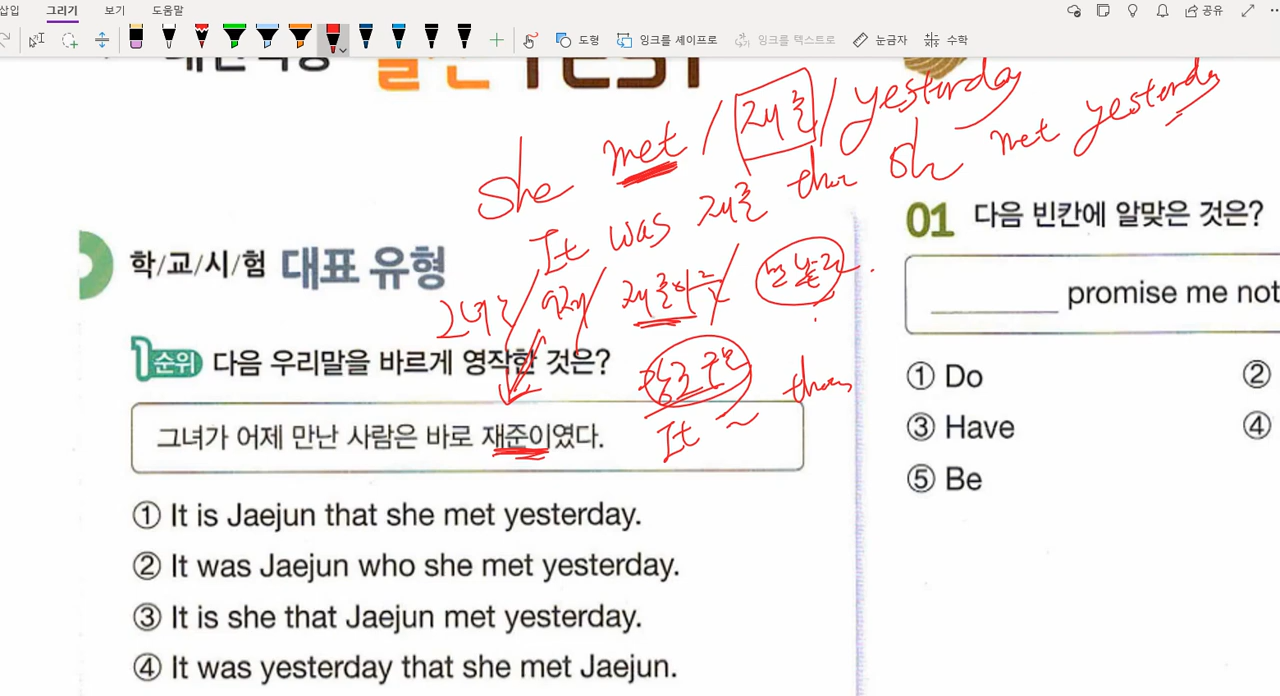 삽입 그리기 보기 도움말 공유
도형 잉크를 셰이프로 잉크를 텍스트로 눈금자 수학
TEST
She met / 재준 / yesterday
It was 재준 that she met yesterday
학/교/시/험 대표 유형
그녀는 / 어제 / 재준이를 /
1순위 다음 우리말을 바르게 영작한 것은?
강조 구문
It ~ that
그녀가 어제 만난 사람은 바로 재준이였다.
① It is Jaejun that she met yesterday.
② It was Jaejun who she met yesterday.
③ It is she that Jaejun met yesterday.
④ It was yesterday that she met Jaejun.
01 다음 빈칸에 알맞은 것은?
________ promise me not
① Do ②
③ Have ④
⑤ Be